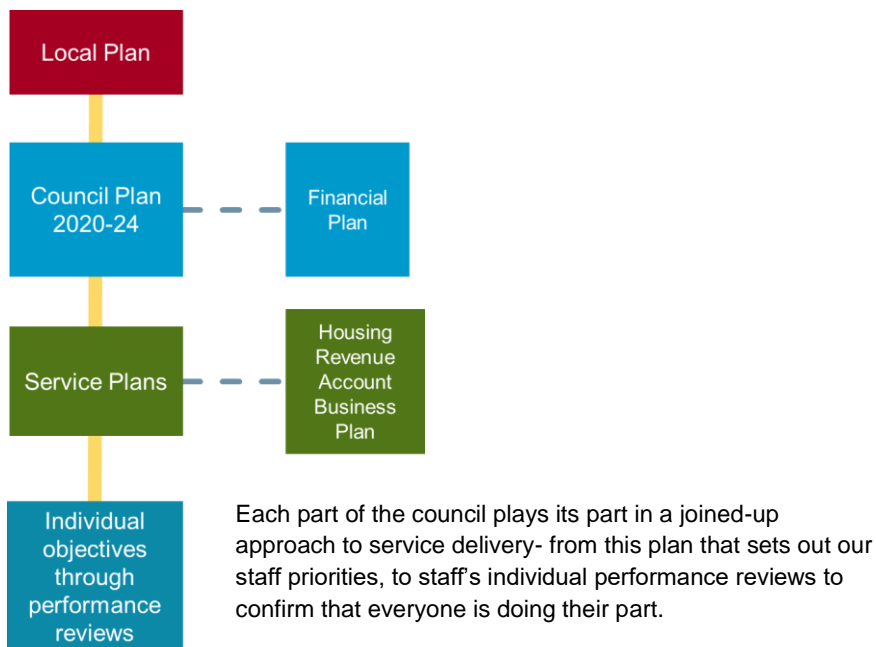 Local Plan
Council Plan
2020-24
Financial
Plan
Service Plans
Housing
Revenue
Account
Business
Plan
Individual
objectives
through
performance
reviews
Each part of the council plays its part in a joined-up
approach to service delivery- from this plan that sets out our
staff priorities, to staff’s individual performance reviews to
confirm that everyone is doing their part.